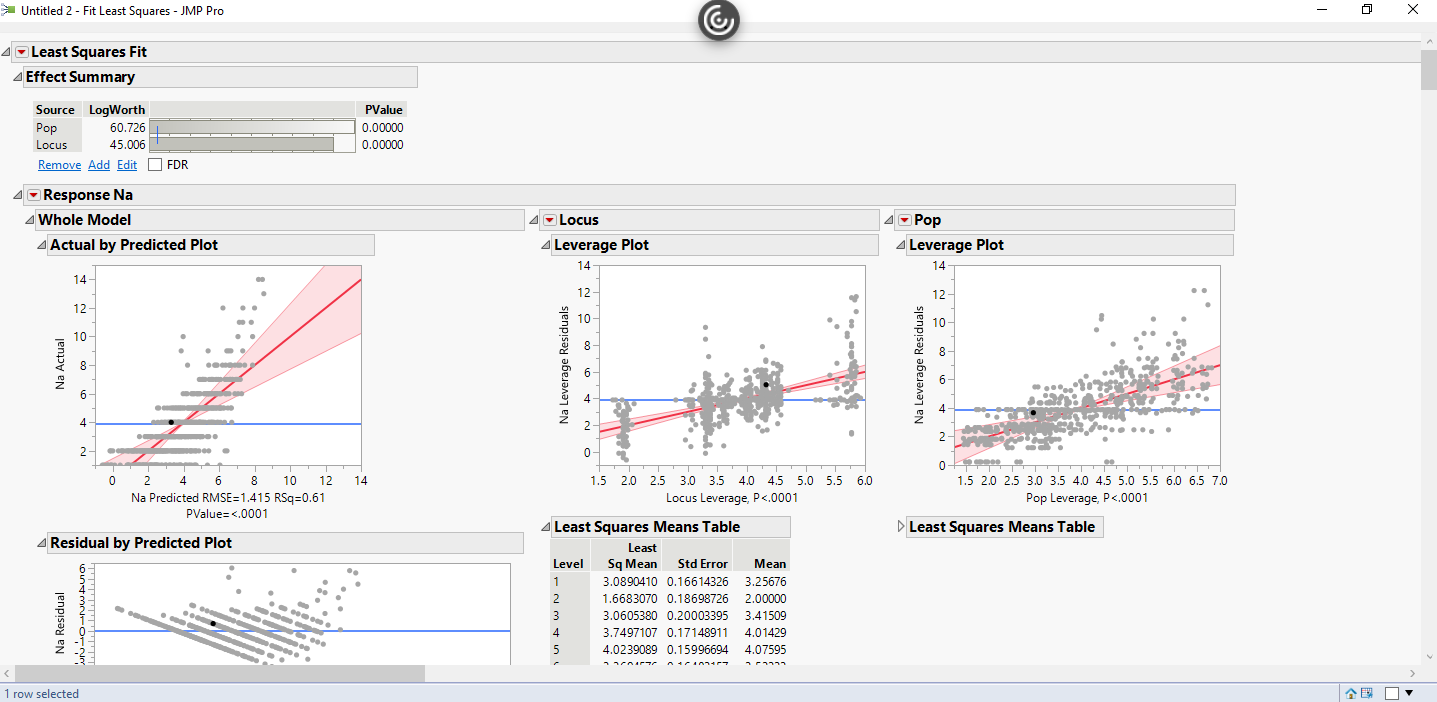 Untitled 2 - Fit Least Squares - JMP Pro
Least Squares Fit
Effect Summary
Source LogWorth PValue
Pop 60.726 0.00000
Locus 45.006 0.00000
Remove Add Edit FDR
Response Na
Whole Model
Actual by Predicted Plot
Na Actual
14
12
10
8
6
4
2
0 2 4 6 8 10 12 14
Na Predicted RMSE=1.415 RSq=0.61
PValue=<.0001
Residual by Predicted Plot
Na Residual
6
5
4
3
2
1
0
-1
-2
-3
Locus
Leverage Plot
Na Leverage Residuals
14
12
10
8
6
4
2
0
1.5 2.0 2.5 3.0 3.5 4.0 4.5 5.0 5.5 6.0
Locus Leverage, P<.0001
Least Squares Means Table
Least
Level Sq Mean Std Error Mean
1 3.0890410 0.16614326 3.25676
2 1.6683070 0.18698726 2.00000
3 3.0605380 0.20003395 3.41509
4 3.7497107 0.17148911 4.01429
5 4.0239089 0.15996694 4.07595
Pop
Leverage Plot
Na Leverage Residuals
14
12
10
8
6
4
2
0
1.5 2.0 2.5 3.0 3.5 4.0 4.5 5.0 5.5 6.0 6.5 7.0
Pop Leverage, P<.0001
Least Squares Means Table
1 row selected